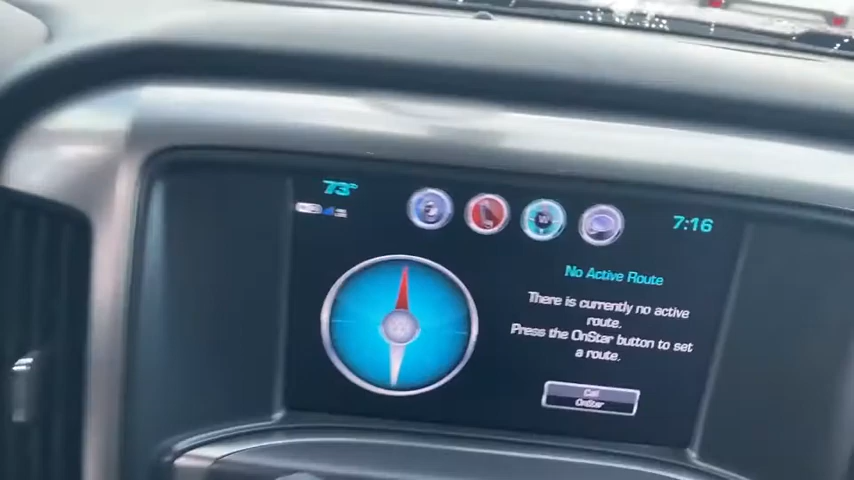 73°
7:16
No Active Route
There is currently no active
route.
Press the OnStar button to set
a route.
Call
OnStar